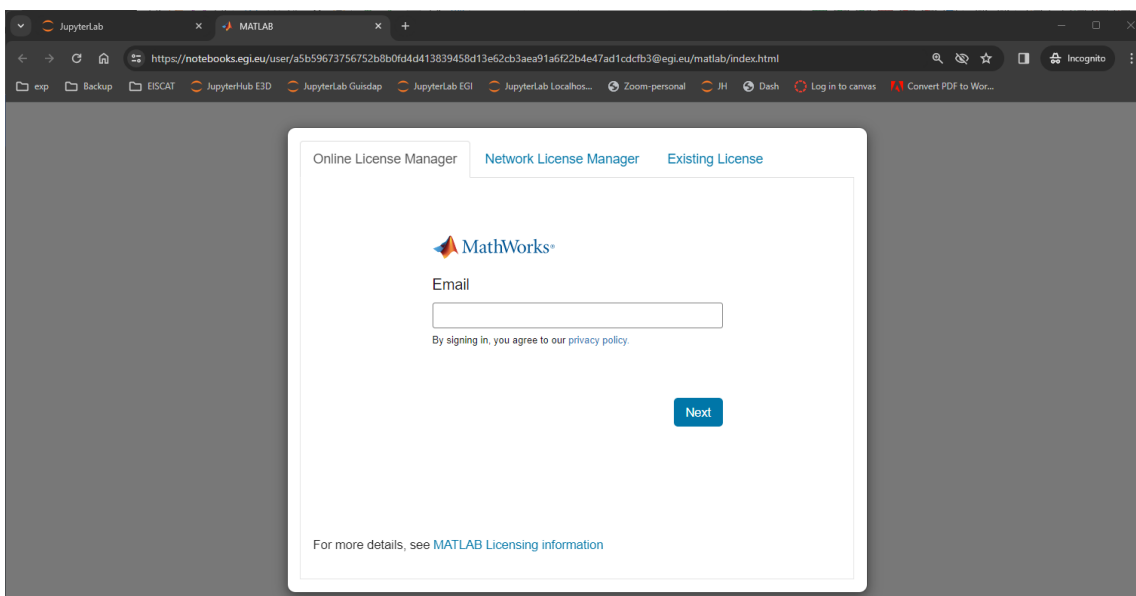 JupyterLab
MATLAB
https://notebooks.egi.eu/user/a5b59673756752b8b0fd4d413839458d13e62cb3aea91a6f22b4e47ad1cdcfb3@egi.eu/matlab/index.html
Incognito
exp Backup EISCAT JupyterHub E3D JupyterLab Guisdap JupyterLab EGI JupyterLab Localhos... Zoom-personal JH Dash Log in to canvas Convert PDF to Wor...
Online License Manager Network License Manager Existing License
MathWorks®
Email
By signing in, you agree to our privacy policy.
Next
For more details, see MATLAB Licensing information